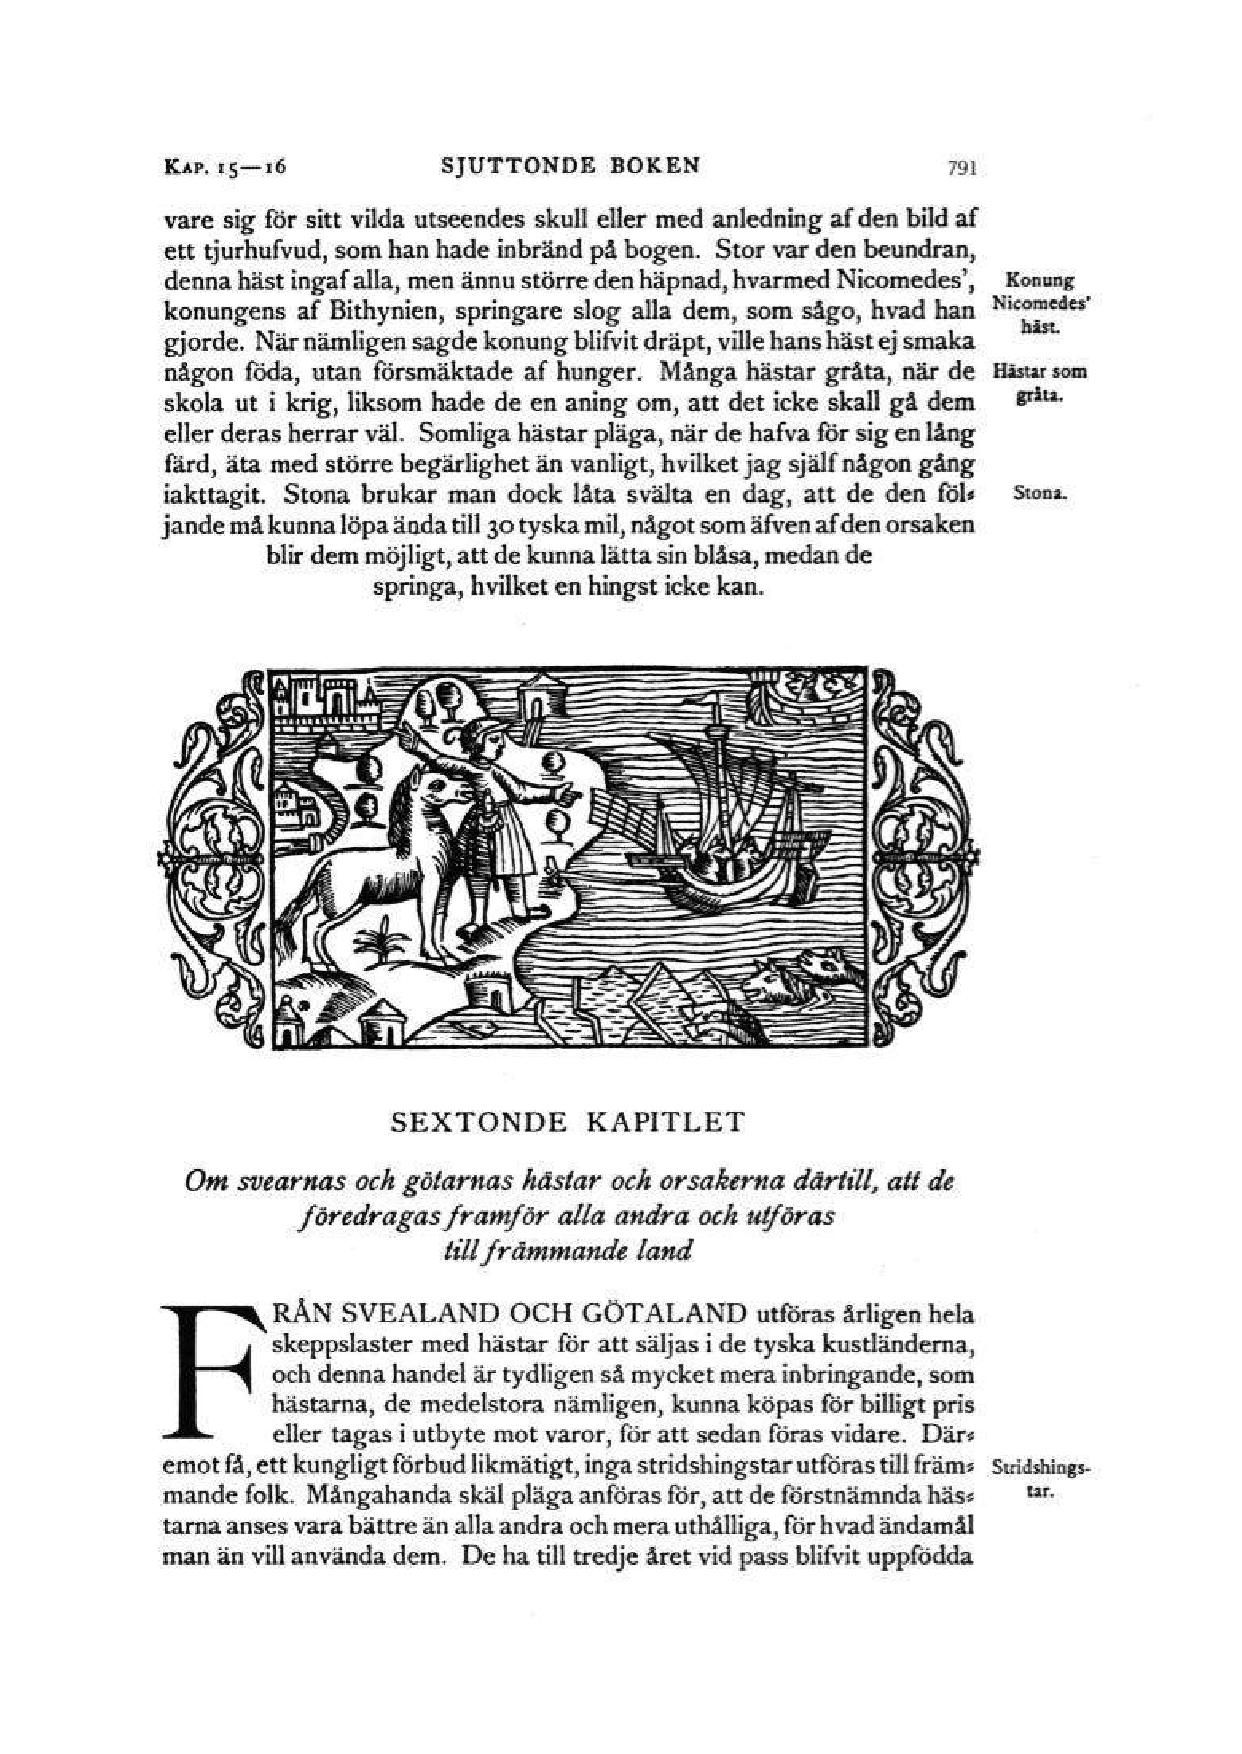 KAP. 15—16 SJUTTONDE BOKEN 791
vare sig för sitt vilda utseendes skull eller med anledning af den bild af
ett tjurhufvud, som han hade inbränd på bogen. Stor var den beundran,
denna häst ingaf alla, men ännu större den häpnad, hvarmed Nicomedes',
konungens af Bithynien, springare slog alla dem, som sågo, hvad han
gjorde. När nämligen sagde konung blifvit dräpt, ville hans häst ej smaka
någon föda, utan försmäktade af hunger. Många hästar gråta, när de
skola ut i krig, liksom hade de en aning om, att det icke skall gå dem
eller deras herrar väl. Somliga hästar pläga, när de hafva för sig en lång
färd, äta med större begärlighet än vanligt, hvilket jag själf någon gång
iakttagit. Stona brukar man dock låta svälta en dag, att de den föl-
jande må kunna löpa ända till 30 tyska mil, något som äfven af den orsaken
blir dem möjligt, att de kunna lätta sin blåsa, medan de
springa, hvilket en hingst icke kan.
Konung
Nicomedes'
häst.
Hästar som
gråta.
Stona.
SEXTONDE KAPITLET
Om svearnas och götarnas hästar och orsakerna därtill, att de
föredragas framför alla andra och utföras
till främmande land
FRÅN SVEALAND OCH GÖTALAND utföras årligen hela
skeppslaster med hästar för att säljas i de tyska kustländerna,
och denna handel är tydligen så mycket mera inbringande, som
hästarna, de medelstora nämligen, kunna köpas för billigt pris
eller tagas i utbyte mot varor, för att sedan föras vidare. Där-
emot få, ett kungligt förbud likmätigt, inga stridshingstar utföras till främ-
mande folk. Mångahanda skäl pläga anföras för, att de förstnämnda häs-
tarna anses vara bättre än alla andra och mera uthålliga, för hvad ändamål
man än vill använda dem. De ha till tredje året vid pass blifvit uppfödda
Stridshings-
tar.